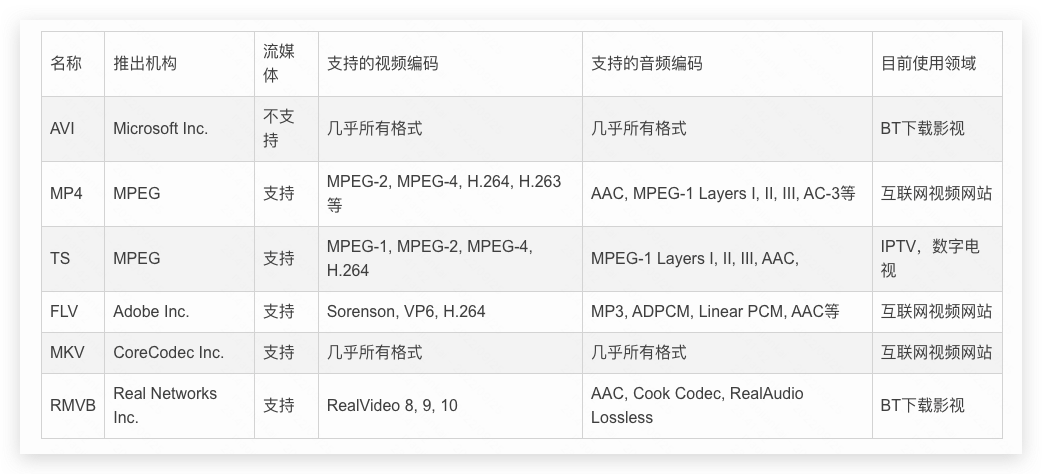 名称 推出机构 流媒体 支持的视频编码 支持的音频编码 目前使用领域
AVI Microsoft Inc. 不支持 几乎所有格式 几乎所有格式 BT下载影视
MP4 MPEG 支持 MPEG-2, MPEG-4, H.264, H.263等 AAC, MPEG-1 Layers I, II, III, AC-3等 互联网视频网站
TS MPEG 支持 MPEG-1, MPEG-2, MPEG-4, H.264 MPEG-1 Layers I, II, III, AAC, IPTV，数字电视
FLV Adobe Inc. 支持 Sorenson, VP6, H.264 MP3, ADPCM, Linear PCM, AAC等 互联网视频网站
MKV CoreCodec Inc. 支持 几乎所有格式 几乎所有格式 互联网视频网站
RMVB Real Networks Inc. 支持 RealVideo 8, 9, 10 AAC, Cook Codec, RealAudio Lossless BT下载影视